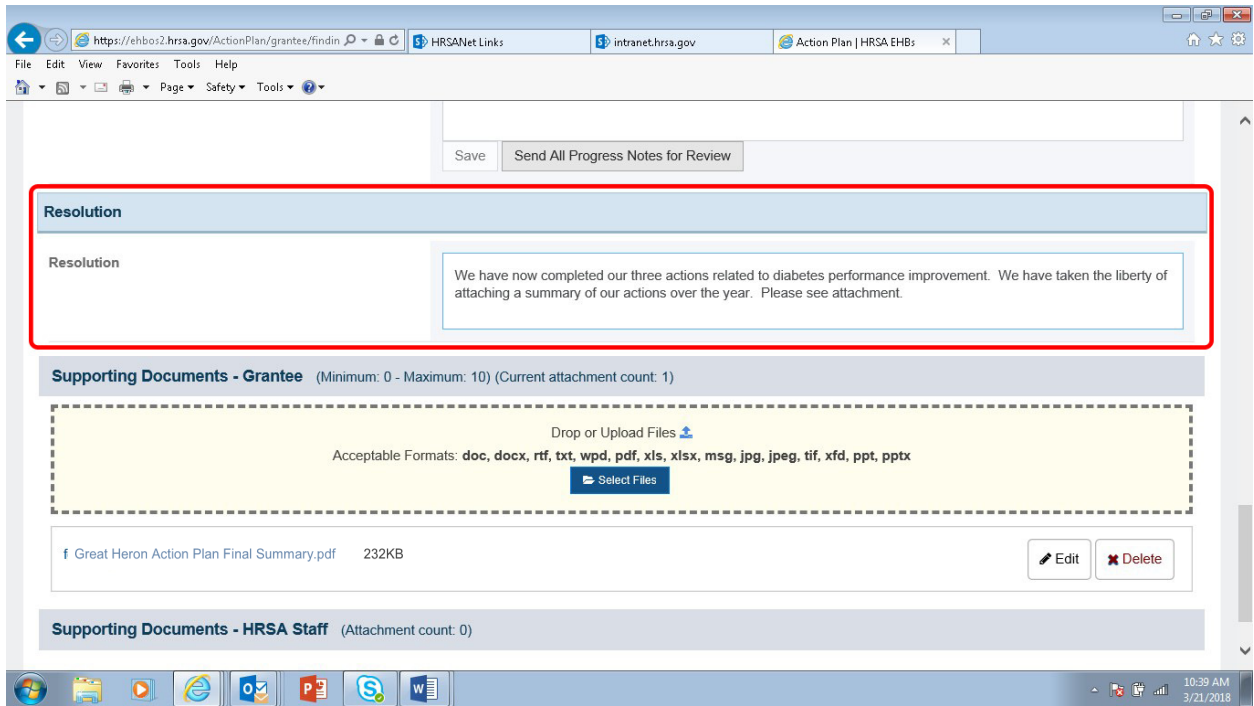 https://ehbos2.hrsa.gov/ActionPlan/grantee/findin
HRSANet Links
intranet.hrsa.gov
Action Plan | HRSA EHBs
File Edit View Favorites Tools Help
Page Safety Tools
Save Send All Progress Notes for Review
Resolution
Resolution
We have now completed our three actions related to diabetes performance improvement. We have taken the liberty of
attaching a summary of our actions over the year. Please see attachment.
Supporting Documents - Grantee (Minimum: 0 - Maximum: 10) (Current attachment count: 1)
Drop or Upload Files
Acceptable Formats: doc, docx, rtf, txt, wpd, pdf, xls, xlsx, msg, jpg, jpeg, tif, xfd, ppt, pptx
Select Files
f Great Heron Action Plan Final Summary.pdf 232KB
Edit Delete
Supporting Documents - HRSA Staff (Attachment count: 0)
10:39 AM
3/21/2018